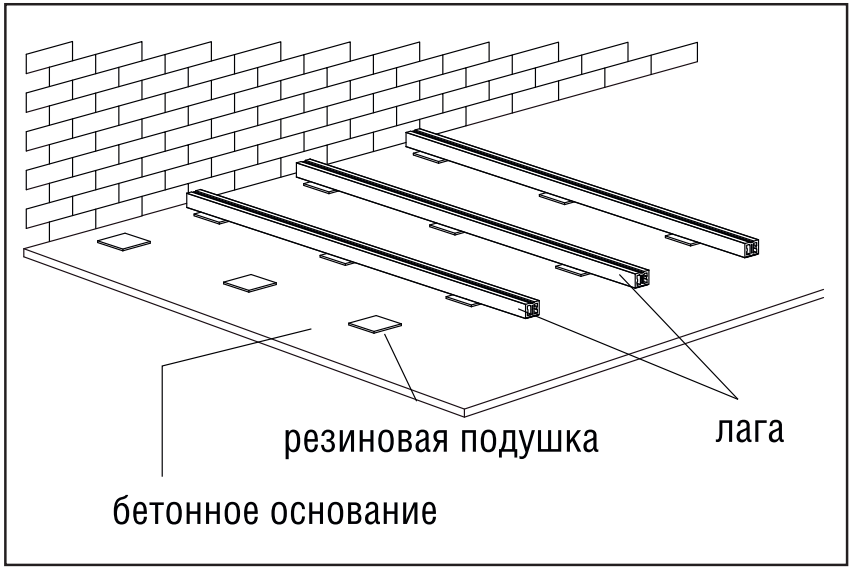 резиновая подушка
лага
бетонное основание